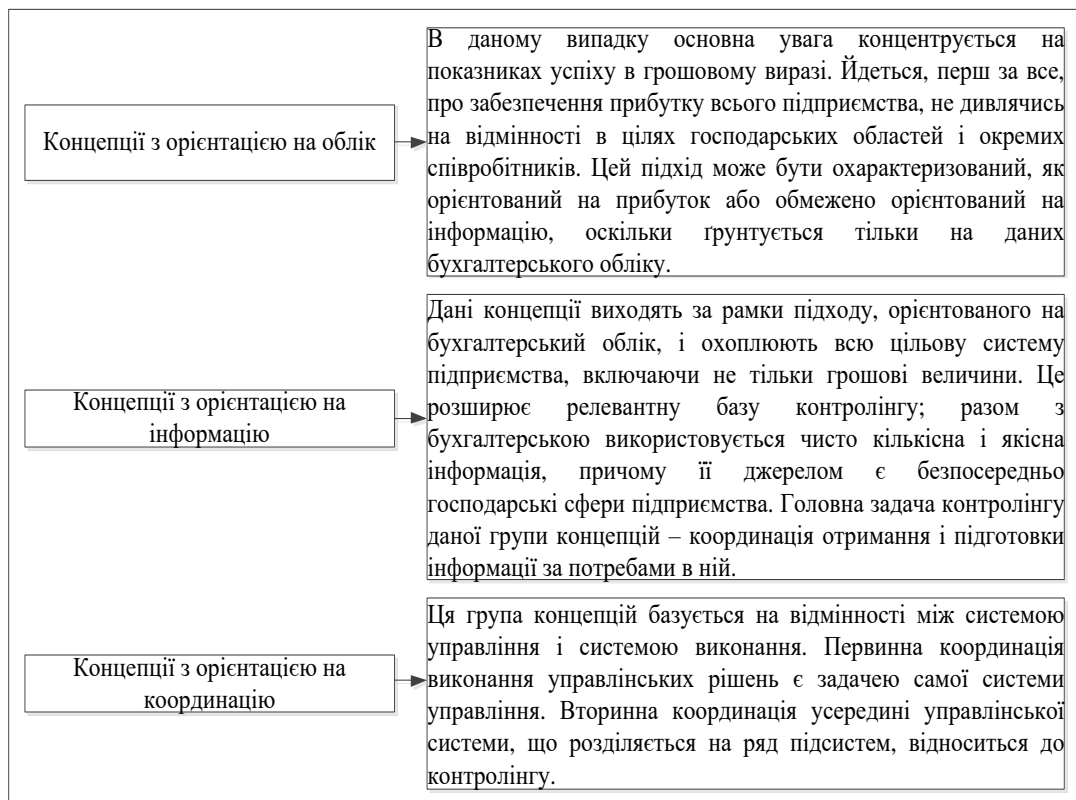 Концепції з орієнтацією на облік
В даному випадку основна увага концентрується на
показниках успіху в грошовому виразі. Йдеться, перш за все,
про забезпечення прибутку всього підприємства, не дивлячись
на відмінності в цілях господарських областей і окремих
співробітників. Цей підхід може бути охарактеризований, як
орієнтований на прибуток або обмежено орієнтований на
інформацію, оскільки ґрунтується тільки на даних
бухгалтерського обліку.
Концепції з орієнтацією на
інформацію
Дані концепції виходять за рамки підходу, орієнтованого на
бухгалтерський облік, і охоплюють всю цільову систему
підприємства, включаючи не тільки грошові величини. Це
розширює релевантну базу контролінгу; разом з
бухгалтерською використовується чисто кількісна і якісна
інформація, причому її джерелом є безпосередньо
господарські сфери підприємства. Головна задача контролінгу
даної групи концепцій – координація отримання і підготовки
інформації за потребами в ній.
Концепції з орієнтацією на
координацію
Ця група концепцій базується на відмінності між системою
управління і системою виконання. Первинна координація
виконання управлінських рішень є задачею самої системи
управління. Вторинна координація усередині управлінської
системи, що розділяється на ряд підсистем, відноситься до
контролінгу.